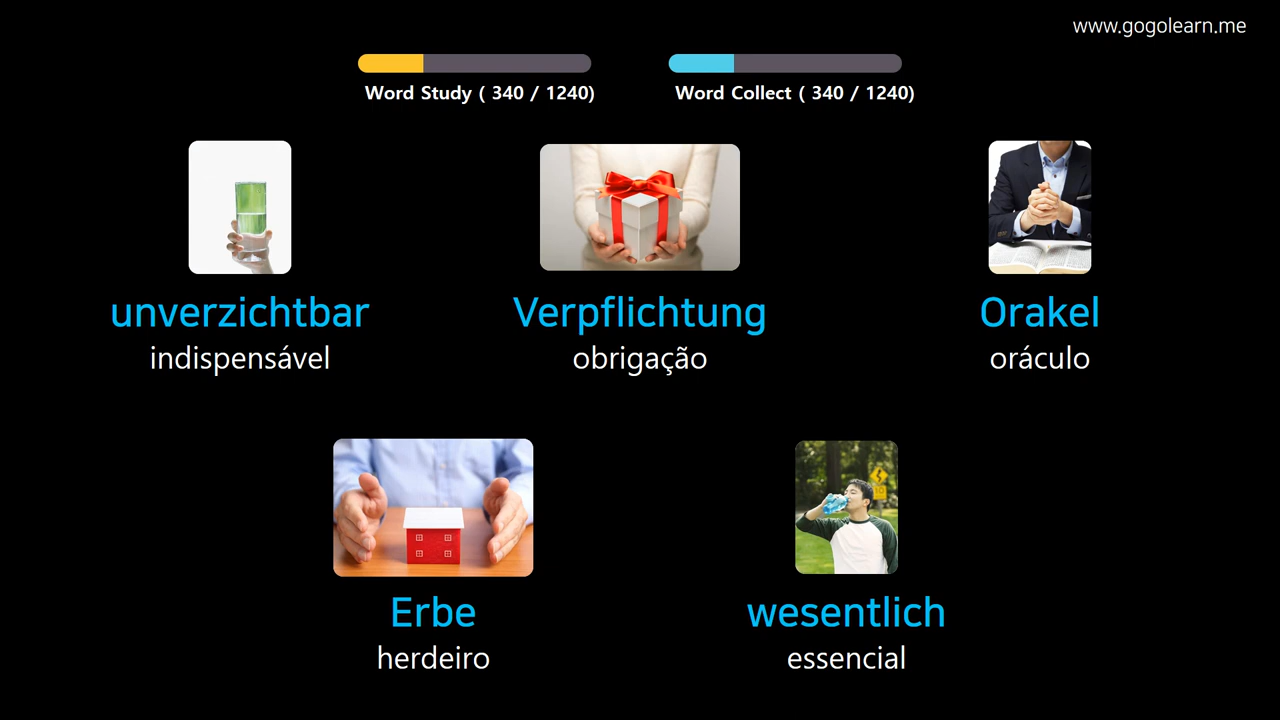 www.gogolearn.me
Word Study ( 340 / 1240)
Word Collect ( 340 / 1240)
unverzichtbar
indispensável
Verpflichtung
obrigação
Orakel
oráculo
Erbe
herdeiro
wesentlich
essencial